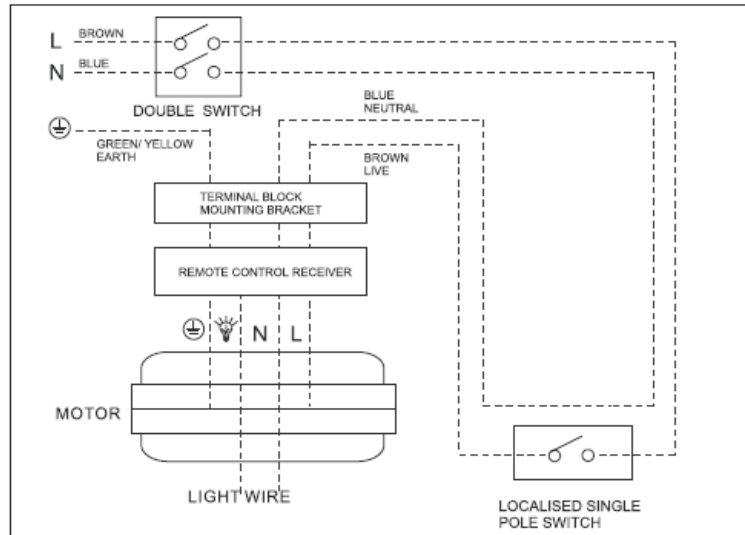 L BROWN
N BLUE
DOUBLE SWITCH
GREEN/ YELLOW
EARTH
BLUE
NEUTRAL
BROWN
LIVE
TERMINAL BLOCK
MOUNTING BRACKET
REMOTE CONTROL RECEIVER
N L
MOTOR
LIGHT WIRE
LOCALISED SINGLE
POLE SWITCH